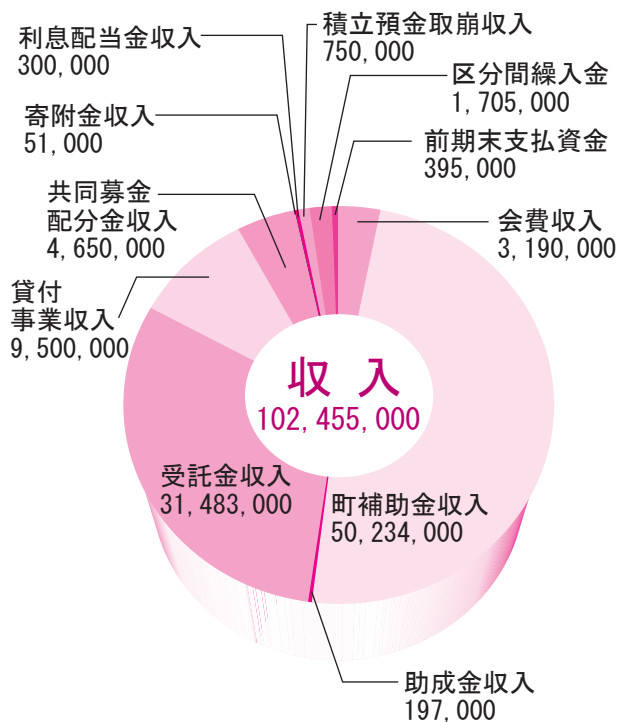 利息配当金収入
300,000
積立預金取崩収入
750,000
区分間繰入金
1,705,000
寄附金収入
51,000
前期末支払資金
395,000
共同募金
配分金収入
4,650,000
会費収入
3,190,000
貸付
事業収入
9,500,000
収 入
102,455,000
受託金収入
31,483,000
町補助金収入
50,234,000
助成金収入
197,000